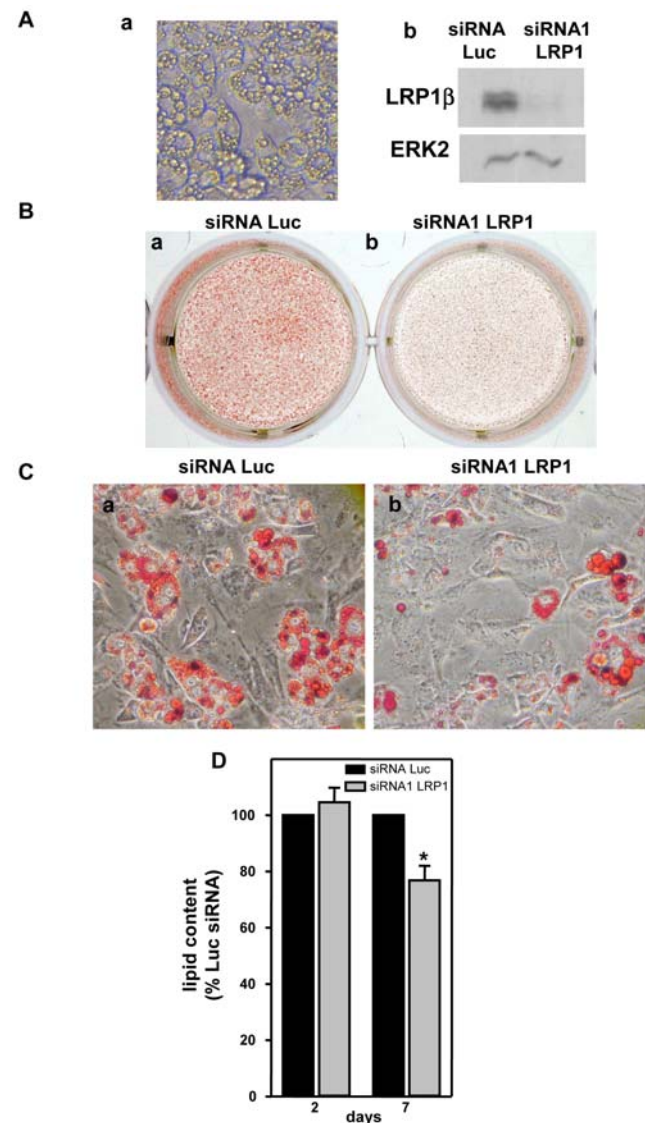 A
a
b
siRNA Luc
siRNA1 LRP1
LRP1β
ERK2
B
siRNA Luc
siRNA1 LRP1
a
b
C
siRNA Luc
siRNA1 LRP1
a
b
D
siRNA Luc
siRNA1 LRP1
*
lipid content
(% Luc siRNA)
100
80
60
40
20
0
2
7
days